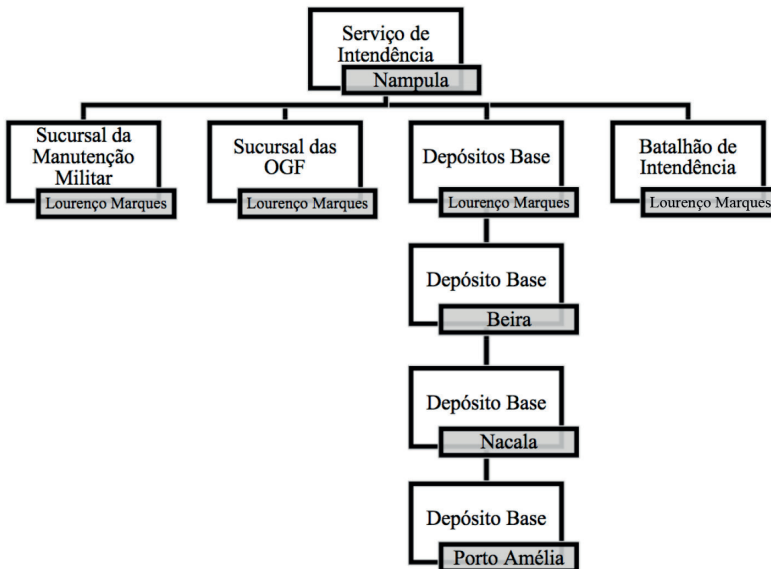 Serviço de
Intendência
Nampula
Sucursal da
Manutenção
Militar
Lourenço Marques
Sucursal das
OGF
Lourenço Marques
Depósitos Base
Lourenço Marques
Batalhão de
Intendência
Lourenço Marques
Depósito Base
Beira
Depósito Base
Nacala
Depósito Base
Porto Amélia